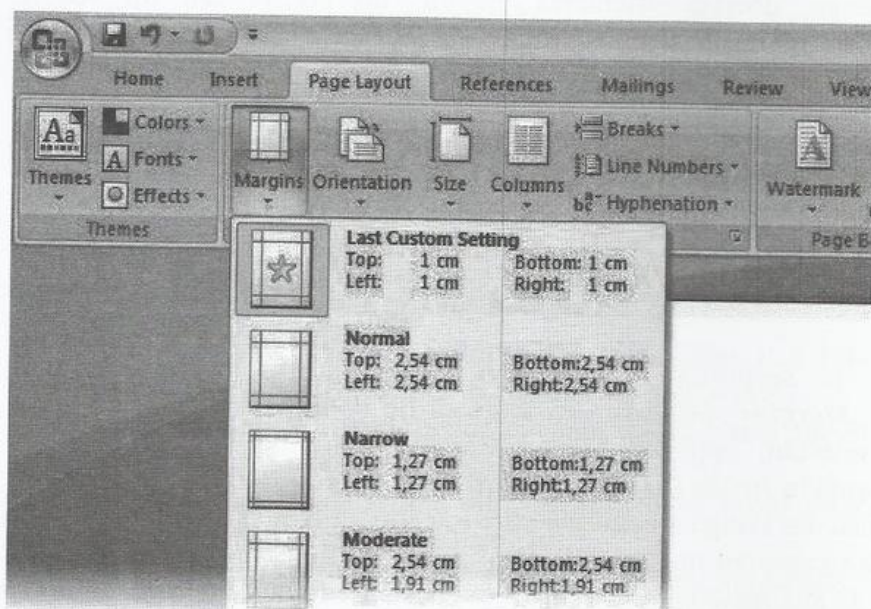 Home Insert Page Layout References Mailings Review View
Aa Colors Breaks
A Fonts Line Numbers
Themes Margins Orientation Size Columns Watermark
Effects bc Hyphenation
Themes Page B
Last Custom Setting
Top: 1 cm Bottom: 1 cm
Left: 1 cm Right: 1 cm
Normal
Top: 2,54 cm Bottom:2,54 cm
Left: 2,54 cm Right:2,54 cm
Narrow
Top: 1,27 cm Bottom:1,27 cm
Left: 1,27 cm Right:1,27 cm
Moderate
Top: 2,54 cm Bottom:2,54 cm
Left: 1,91 cm Right:1,91 cm